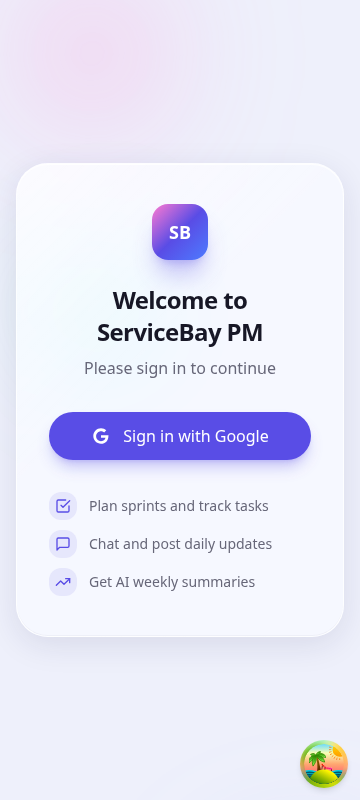 SB
Welcome to
ServiceBay PM
Please sign in to continue
Sign in with Google
Plan sprints and track tasks
Chat and post daily updates
Get AI weekly summaries